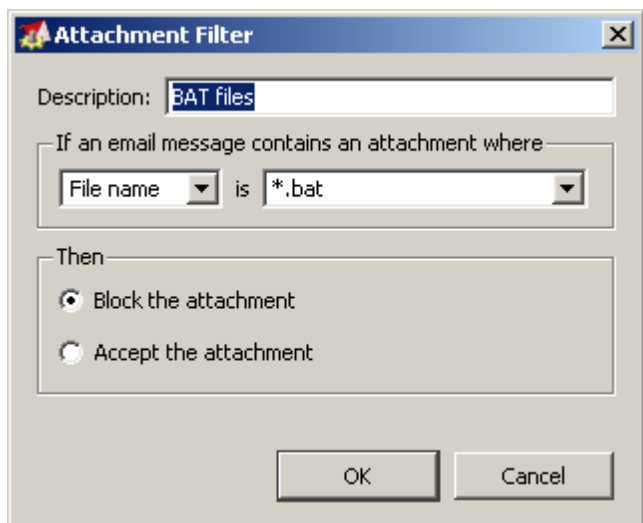 Attachment Filter
Description: BAT files
If an email message contains an attachment where
File name is *.bat
Then
Block the attachment
Accept the attachment
OK Cancel